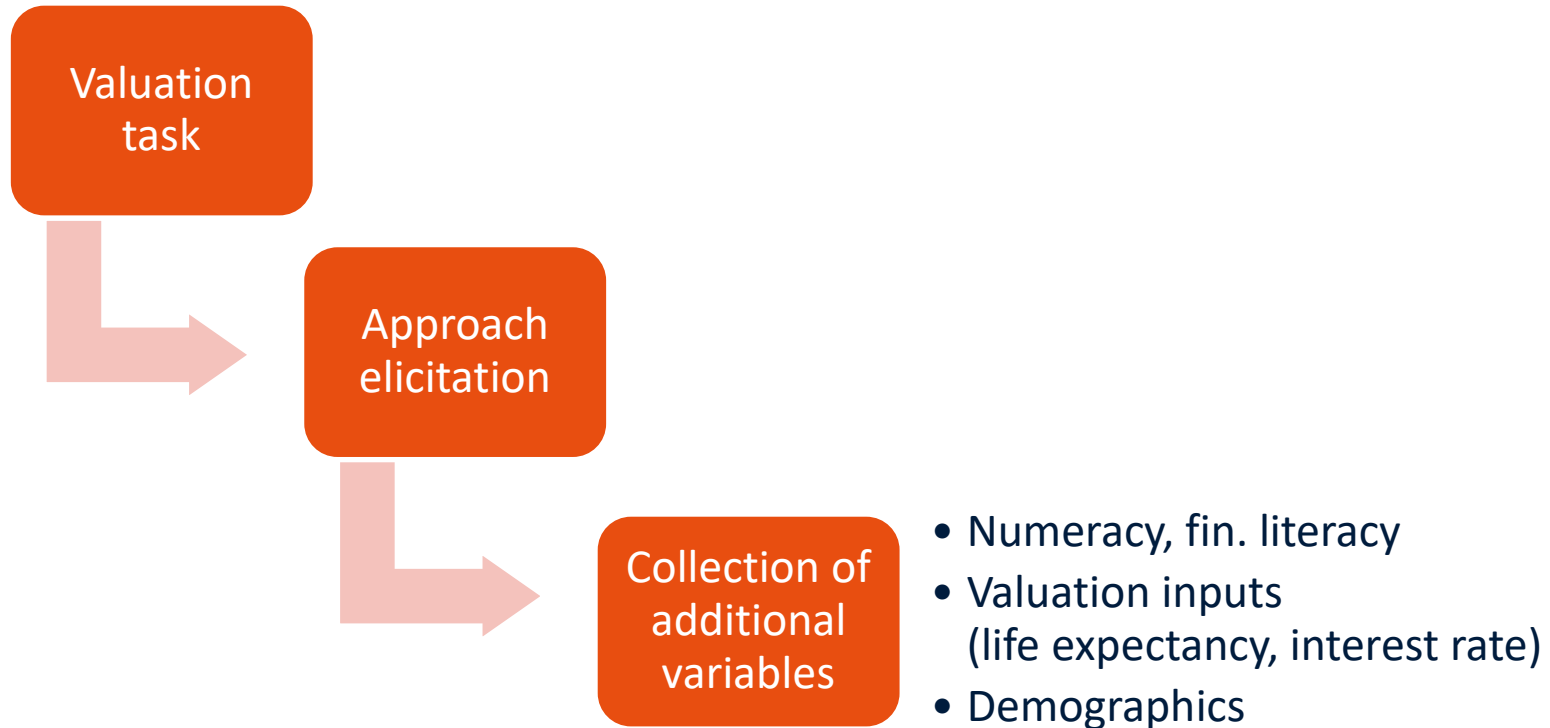 Valuation
task
Approach
elicitation
Collection of
additional
variables
• Numeracy, fin. literacy
• Valuation inputs
(life expectancy, interest rate)
• Demographics